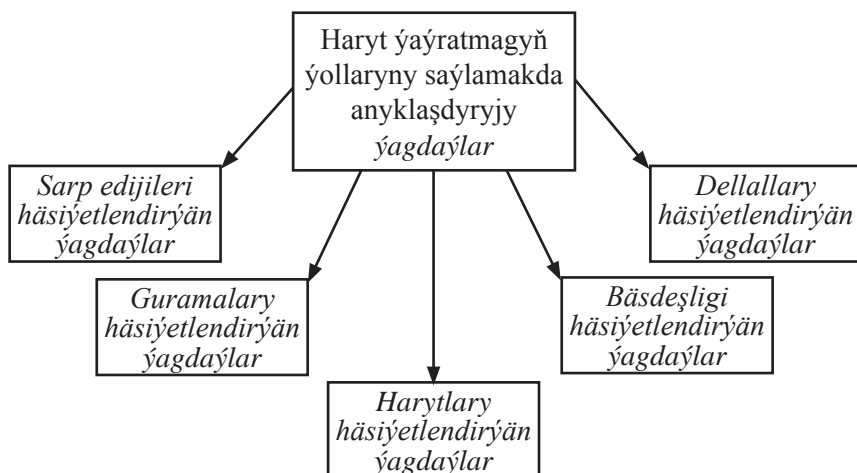 Haryt ýaýratmagyň
ýollaryny saýlamakda
anyklaşdyryjy
ýagdaýlar
Sarp edijileri
häsiýetlendirýän
ýagdaýlar
Dellallary
häsiýetlendirýän
ýagdaýlar
Guramalary
häsiýetlendirýän
ýagdaýlar
Bäsdeşligi
häsiýetlendirýän
ýagdaýlar
Harytlary
häsiýetlendirýän
ýagdaýlar